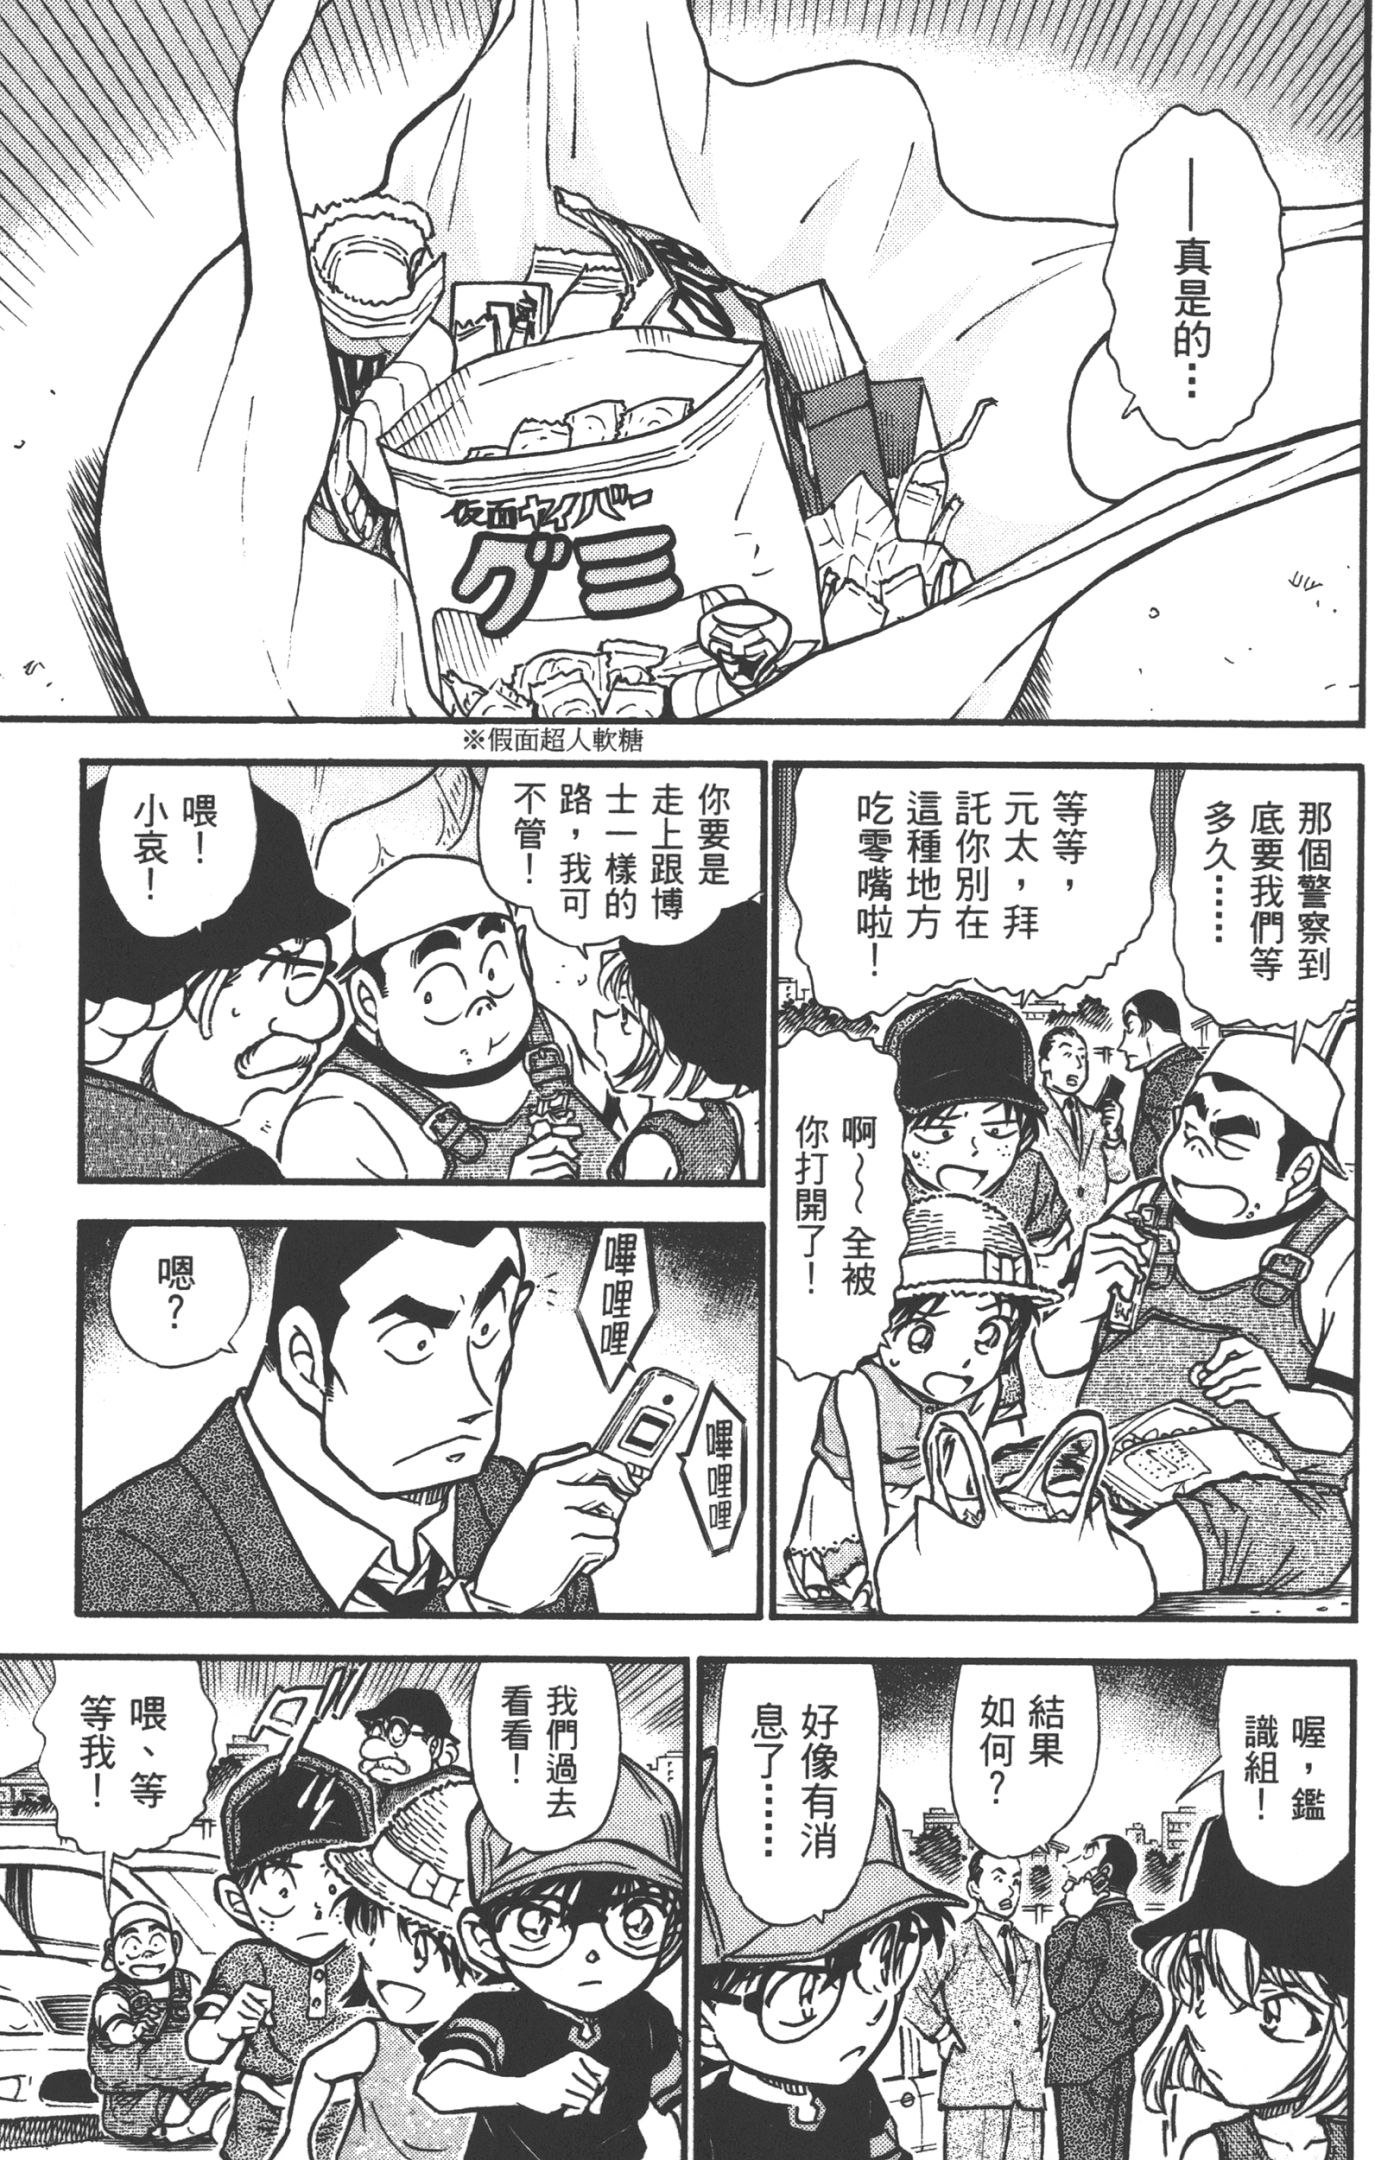 ——真是的…
仮面ヤイバー
グミ
※假面超人軟糖
那個警察到
底要我們等
多久……
等等，
元太，拜
託你別在
這種地方
吃零嘴啦！
啊～～全被
你打開了！
你要是
走上跟博
士一樣的
路，我可
不管！
喂！
小哀！
嗶哩哩
嗶哩哩
嗯？
喔，鑑
識組！
結果
如何？
好像有消
息了……
我們過去
看看！
喂、等
等我！